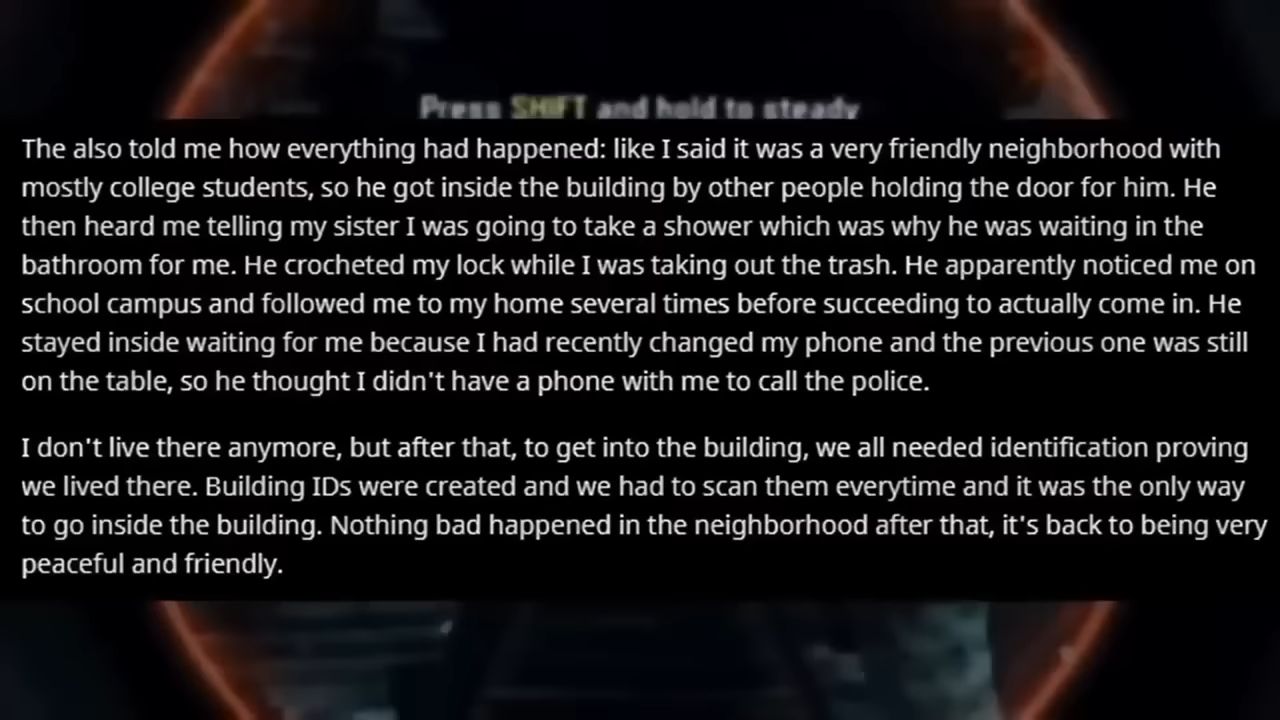 Press SHIFT and hold to steady
The also told me how everything had happened: like I said it was a very friendly neighborhood with
mostly college students, so he got inside the building by other people holding the door for him. He
then heard me telling my sister I was going to take a shower which was why he was waiting in the
bathroom for me. He crocheted my lock while I was taking out the trash. He apparently noticed me on
school campus and followed me to my home several times before succeeding to actually come in. He
stayed inside waiting for me because I had recently changed my phone and the previous one was still
on the table, so he thought I didn't have a phone with me to call the police.
I don't live there anymore, but after that, to get into the building, we all needed identification proving
we lived there. Building IDs were created and we had to scan them everytime and it was the only way
to go inside the building. Nothing bad happened in the neighborhood after that, it's back to being very
peaceful and friendly.